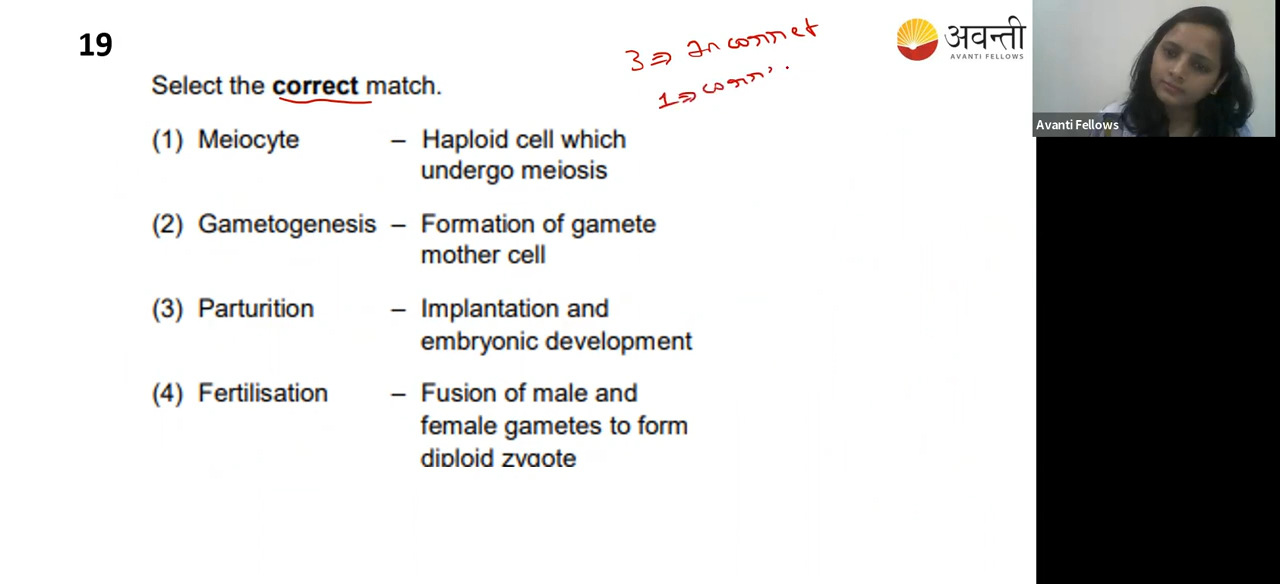 19
Select the correct match.
3 ⇒ Incorrect
1 ⇒
(1) Meiocyte – Haploid cell which
undergo meiosis
(2) Gametogenesis – Formation of gamete
mother cell
(3) Parturition – Implantation and
embryonic development
(4) Fertilisation – Fusion of male and
female gametes to form
diploid zygote
अवन्ती
AVANTI FELLOWS
Avanti Fellows